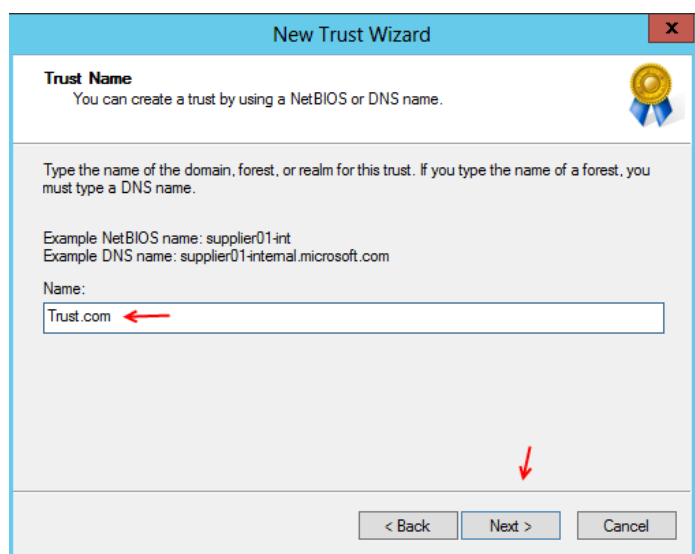 New Trust Wizard
x
Trust Name
You can create a trust by using a NetBIOS or DNS name.
Type the name of the domain, forest, or realm for this trust. If you type the name of a forest, you
must type a DNS name.
Example NetBIOS name: supplier01-int
Example DNS name: supplier01-internal.microsoft.com
Name:
Trust.com
< Back Next > Cancel